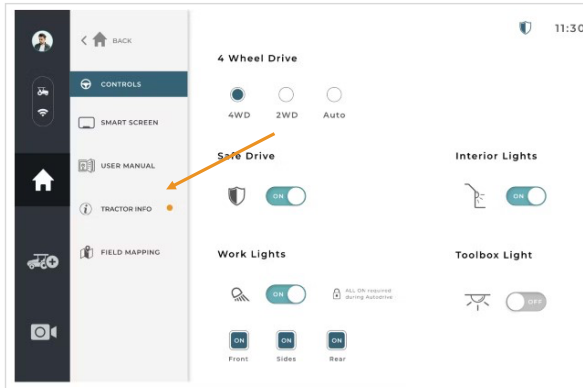 11:30
BACK
4 Wheel Drive
CONTROLS
4WD 2WD Auto
SMART SCREEN
Safe Drive Interior Lights
USER MANUAL
ON ON
TRACTOR INFO
FIELD MAPPING
Work Lights Toolbox Light
ON ALL ON required during Autodrive OFF
ON ON ON
Front Sides Rear